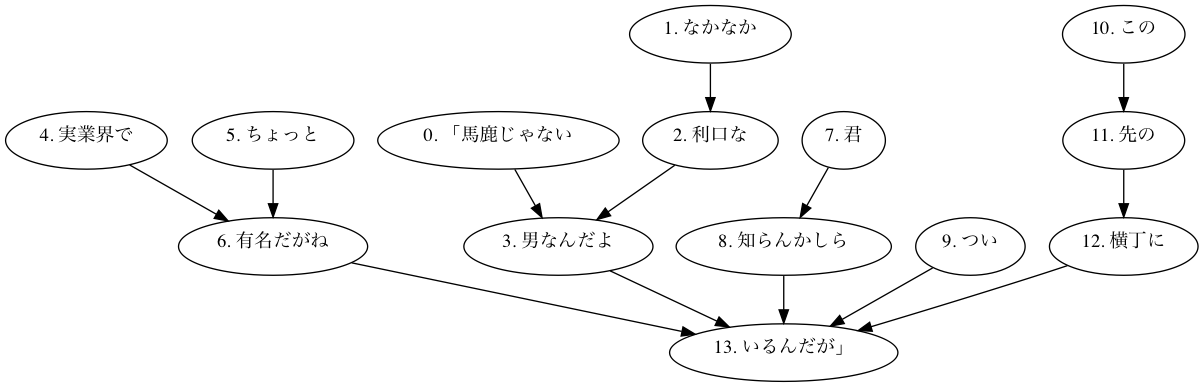 1. なかなか
10. この
4. 実業界で
5. ちょっと
0. 「馬鹿じゃない
2. 利口な
7. 君
11. 先の
6. 有名だがね
3. 男なんだよ
8. 知らんかしら
9. つい
12. 横丁に
13. いるんだが」